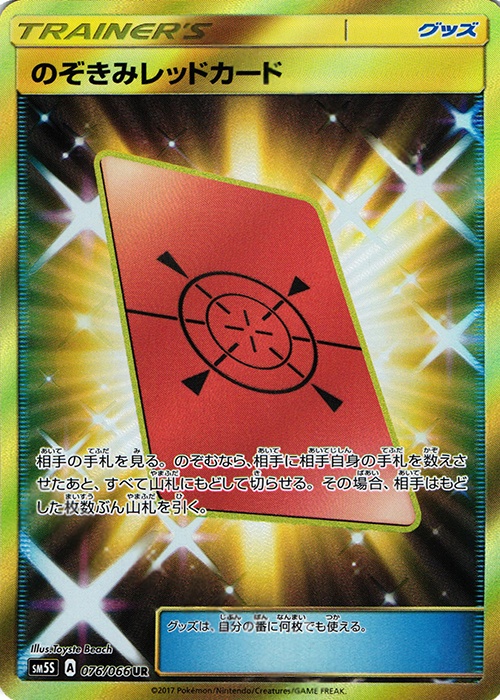 TRAINER'S
グッズ
のぞきみレッドカード
相手の手札を見る。のぞむなら、相手に相手自身の手札を数えさ
せたあと、すべて山札にもどして切らせる。その場合、相手はもど
した枚数ぶん山札を引く。
グッズは、自分の番に何枚でも使える。
Illus. Toyste Beach
SM5S A 076/066 UR
©2017 Pokémon/Nintendo/Creatures/GAME FREAK.